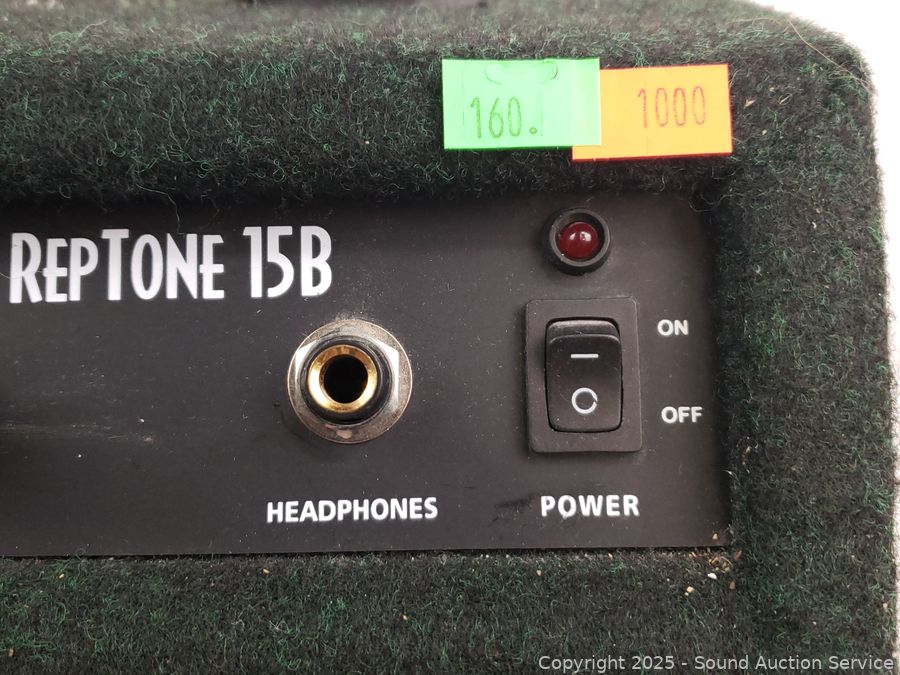 160.
1000
REPTONE 15B
ON
OFF
HEADPHONES
POWER
Copyright 2025 - Sound Auction Service